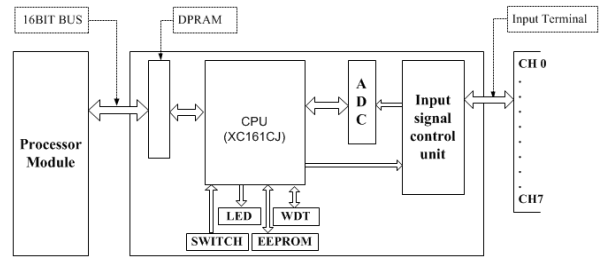 16BIT BUS
DPRAM
Input Terminal
Processor
Module
CPU
(XC161CJ)
A
D
C
Input
signal
control
unit
CH 0
CH7
LED
WDT
SWITCH
EEPROM